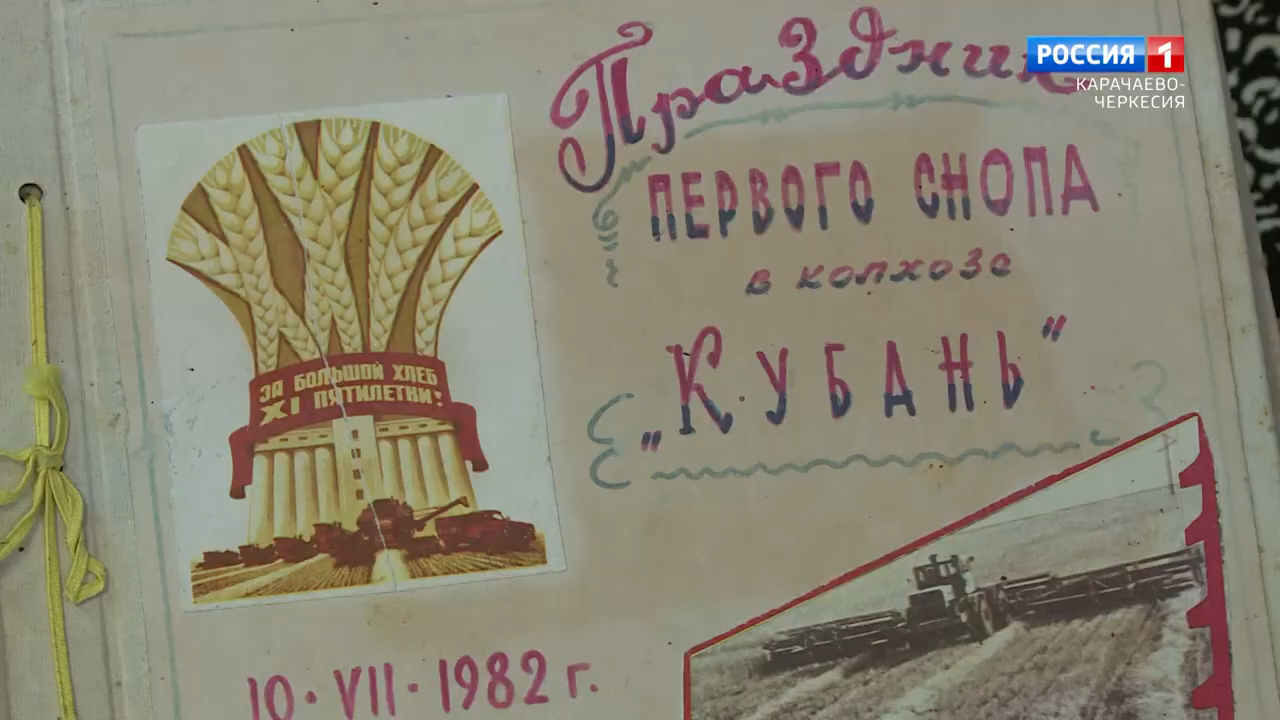 Праздник
ПЕРВОГО СНОПА
в колхозе
„КУБАНЬ“
ЗА БОЛЬШОЙ ХЛЕБ
XI ПЯТИЛЕТКИ!
10·VII·1982 г.
РОССИЯ 1
КАРАЧАЕВО-
ЧЕРКЕСИЯ